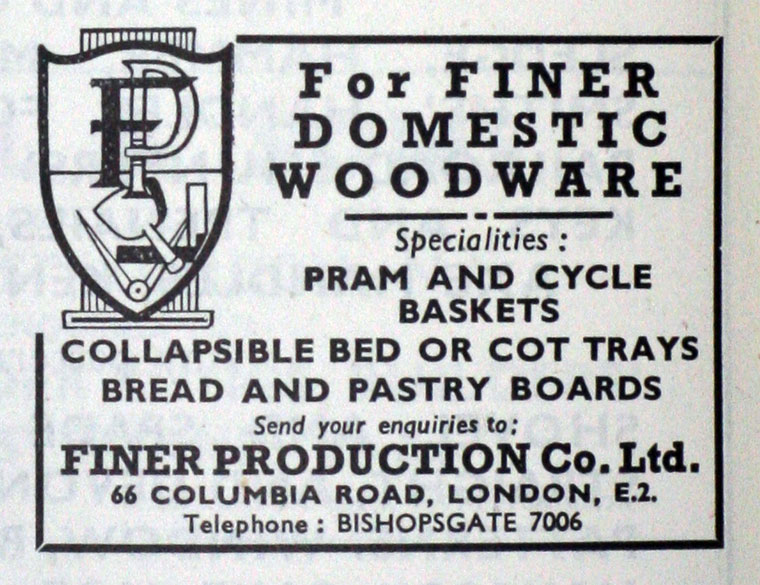 FP
For FINER
DOMESTIC
WOODWARE
Specialities :
PRAM AND CYCLE
BASKETS
COLLAPSIBLE BED OR COT TRAYS
BREAD AND PASTRY BOARDS
Send your enquiries to:
FINER PRODUCTION Co. Ltd.
66 COLUMBIA ROAD, LONDON, E.2.
Telephone : BISHOPSGATE 7006